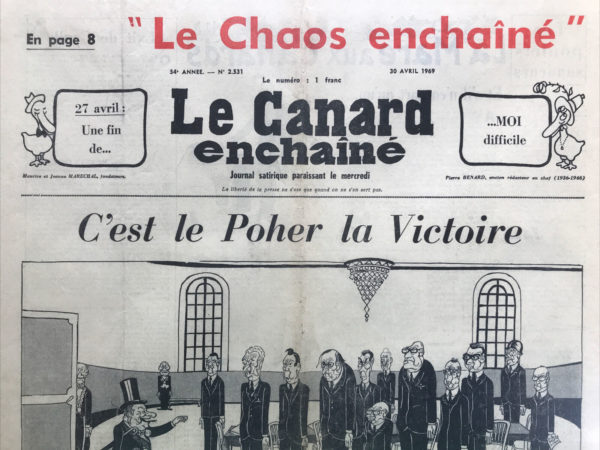 En page 8
" Le Chaos enchaîné "
54e ANNEE. — N° 2.531
30 AVRIL 1969
Le numéro : 1 franc
27 avril :
Une fin
de...
Le Canard
enchaîné
...MOI
difficile
Journal satirique paraissant le mercredi
Maurice et Jeanne MARECHAL, fondateurs.
Pierre BENARD, ancien rédacteur en chef (1936-1946)
La liberté de la presse ne s'use que quand on ne s'en sert pas.
C'est le Poher la Victoire